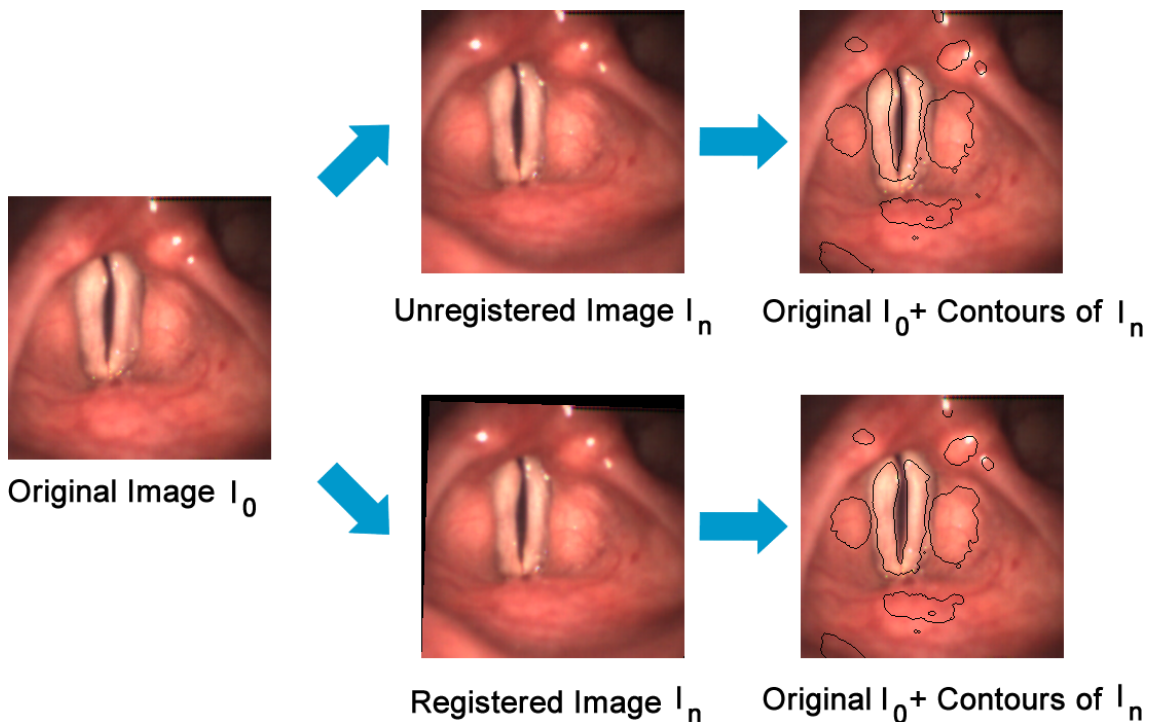 Unregistered Image I_n
Original I_0 + Contours of I_n
Original Image I_0
Registered Image I_n
Original I_0 + Contours of I_n